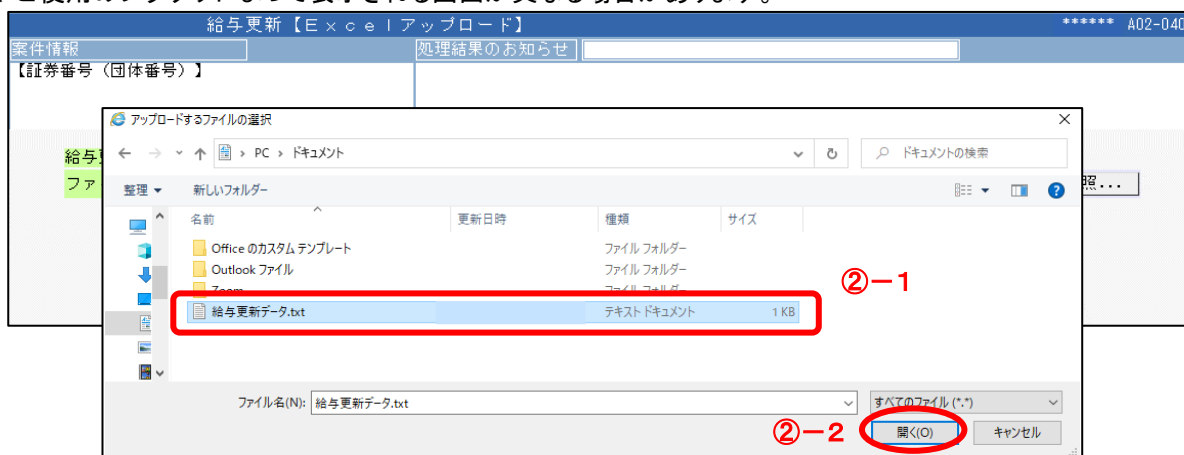 ご使用のブラウザによって表示される画面が異なる場合があります。
給与更新【Ｅｘｃｅｌアップロード】 ****** A02-040
案件情報 処理結果のお知らせ
【証券番号（団体番号）】
アップロードするファイルの選択
PC › ドキュメント ドキュメントの検索
給与
ファ 照...
整理 新しいフォルダー
名前 更新日時 種類 サイズ
Office のカスタム テンプレート ファイル フォルダー
Outlook ファイル ファイル フォルダー
Zoom ファイル フォルダー
②－1
給与更新データ.txt テキスト ドキュメント 1 KB
ファイル名(N): 給与更新データ.txt すべてのファイル (*.*)
②－2 開く(O) キャンセル